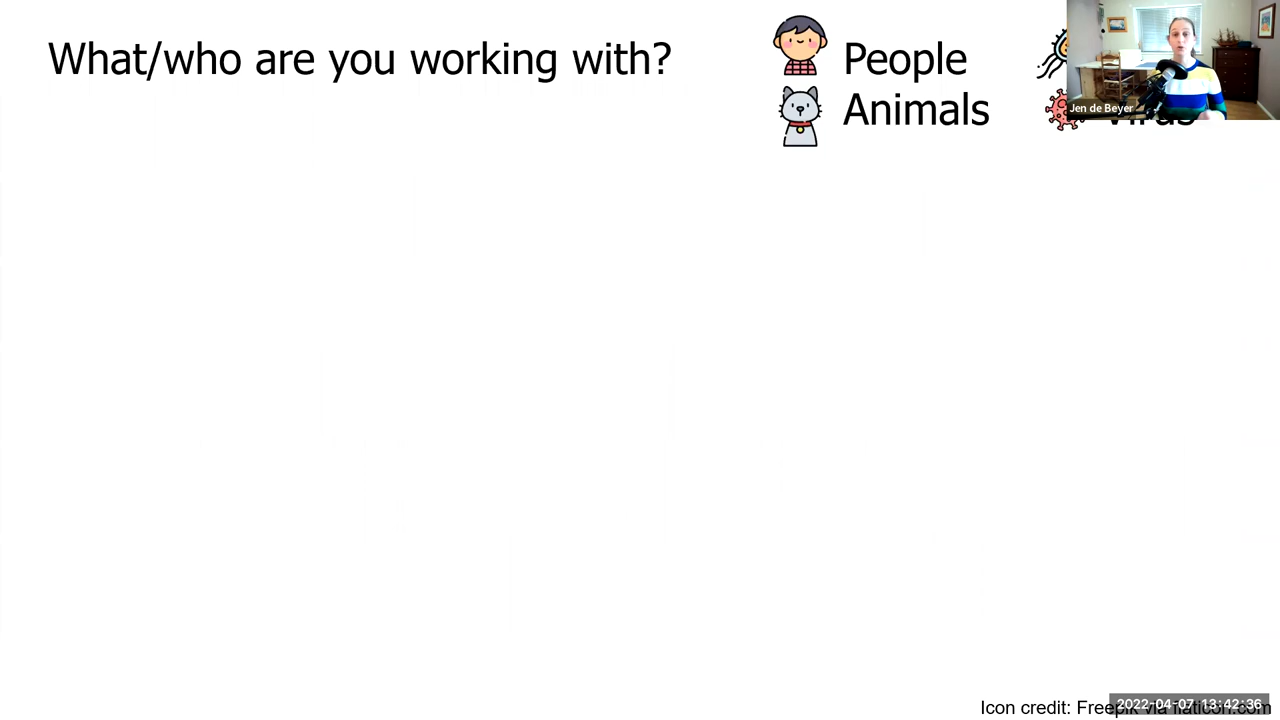 What/who are you working with?
People
Animals
Jen de Beyer
Icon credit: Freepik via flaticon.com
2022-04-07 13:42:36